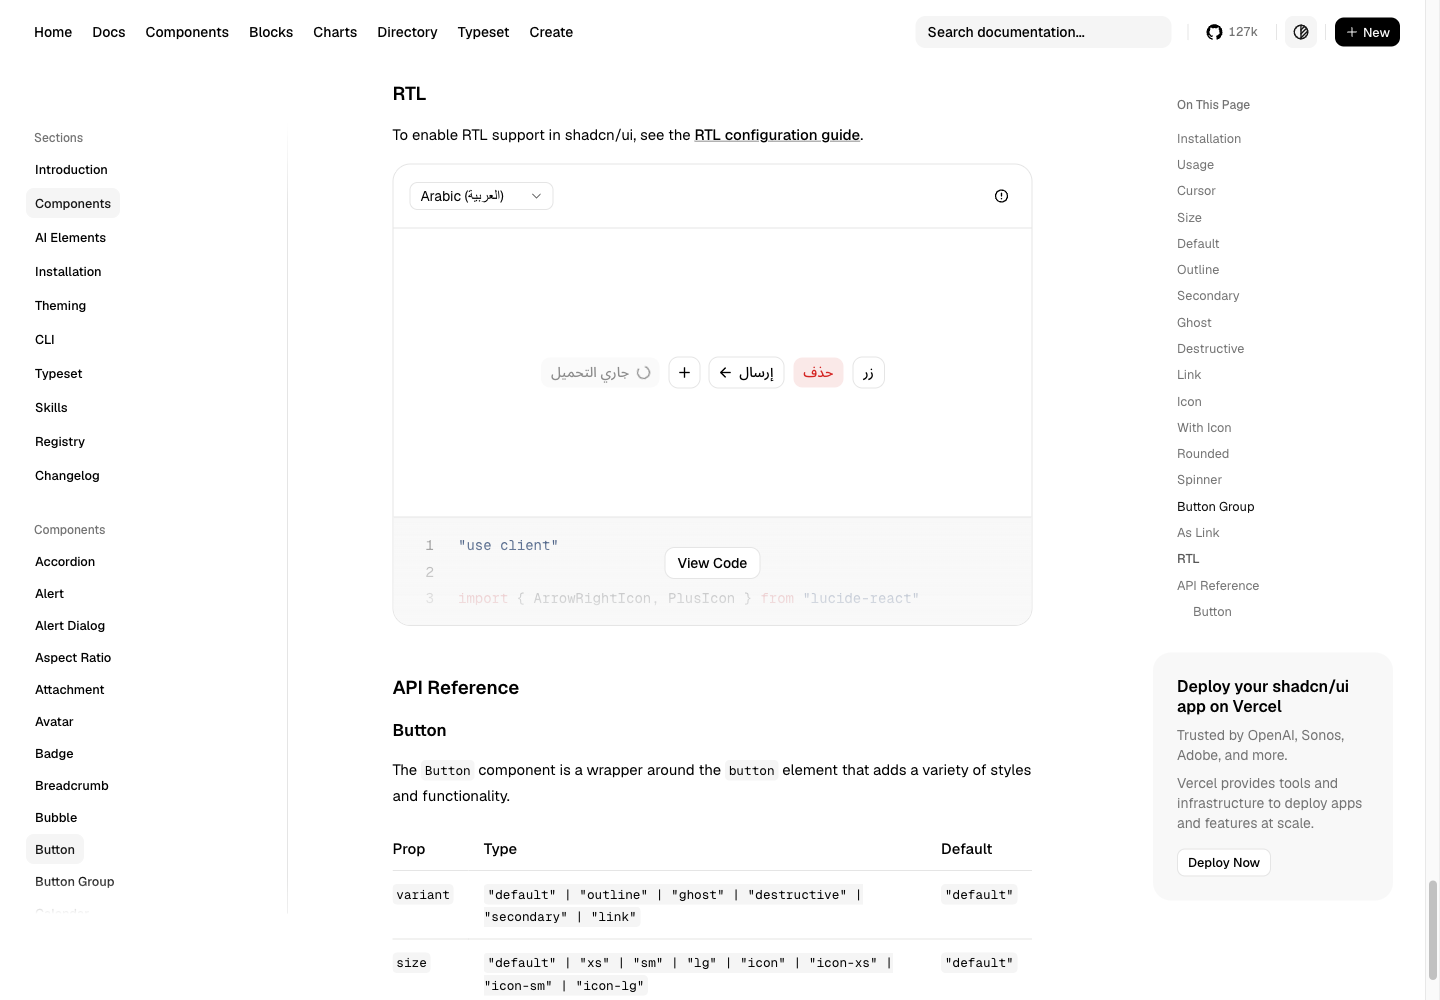 Home
Docs
Components
Blocks
Charts
Directory
Typeset
Create
Search documentation...
127k
New
Sections
Introduction
Components
AI Elements
Installation
Theming
CLI
Typeset
Skills
Registry
Changelog
Components
Accordion
Alert
Alert Dialog
Aspect Ratio
Attachment
Avatar
Badge
Breadcrumb
Bubble
Button
Button Group
Calendar
RTL
To enable RTL support in shadcn/ui, see the RTL configuration guide.
Arabic (العربية)
زر
حذف
إرسال
جاري التحميل
1 "use client"
2
3 import { ArrowRightIcon, PlusIcon } from "lucide-react"
View Code
API Reference
Button
The Button component is a wrapper around the button element that adds a variety of styles
and functionality.
Prop Type Default
variant "default" | "outline" | "ghost" | "destructive" | "default"
"secondary" | "link"
size "default" | "xs" | "sm" | "lg" | "icon" | "icon-xs" | "default"
"icon-sm" | "icon-lg"
On This Page
Installation
Usage
Cursor
Size
Default
Outline
Secondary
Ghost
Destructive
Link
Icon
With Icon
Rounded
Spinner
Button Group
As Link
RTL
API Reference
Button
Deploy your shadcn/ui
app on Vercel
Trusted by OpenAI, Sonos,
Adobe, and more.
Vercel provides tools and
infrastructure to deploy apps
and features at scale.
Deploy Now